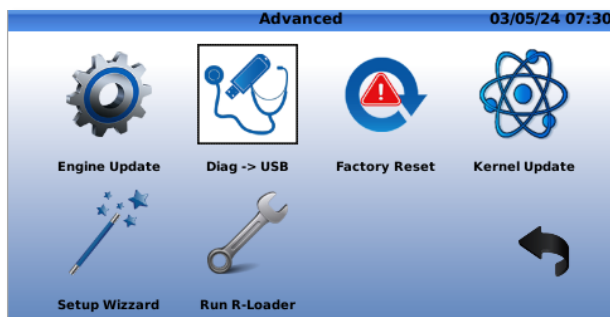 Advanced 03/05/24 07:30
Engine Update Diag -> USB Factory Reset Kernel Update
Setup Wizzard Run R-Loader